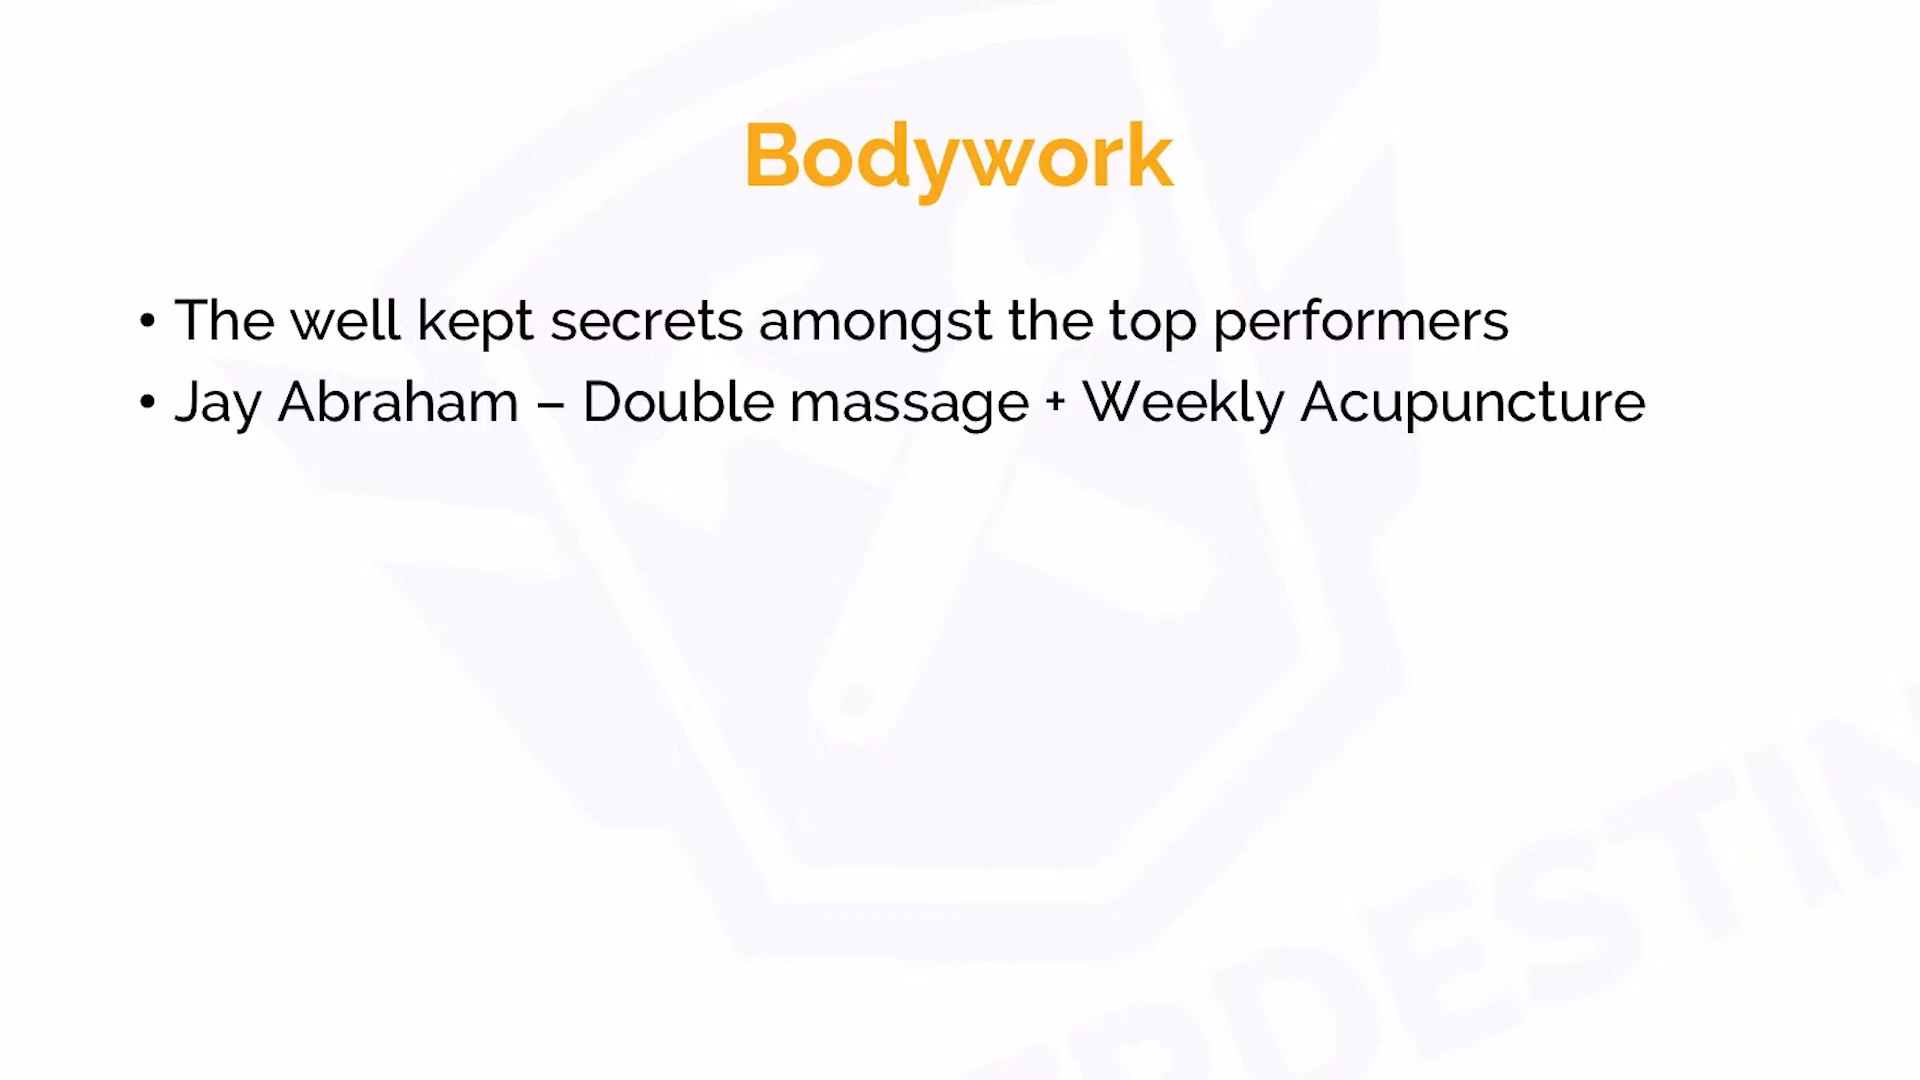 Bodywork
• The well kept secrets amongst the top performers
• Jay Abraham – Double massage + Weekly Acupuncture